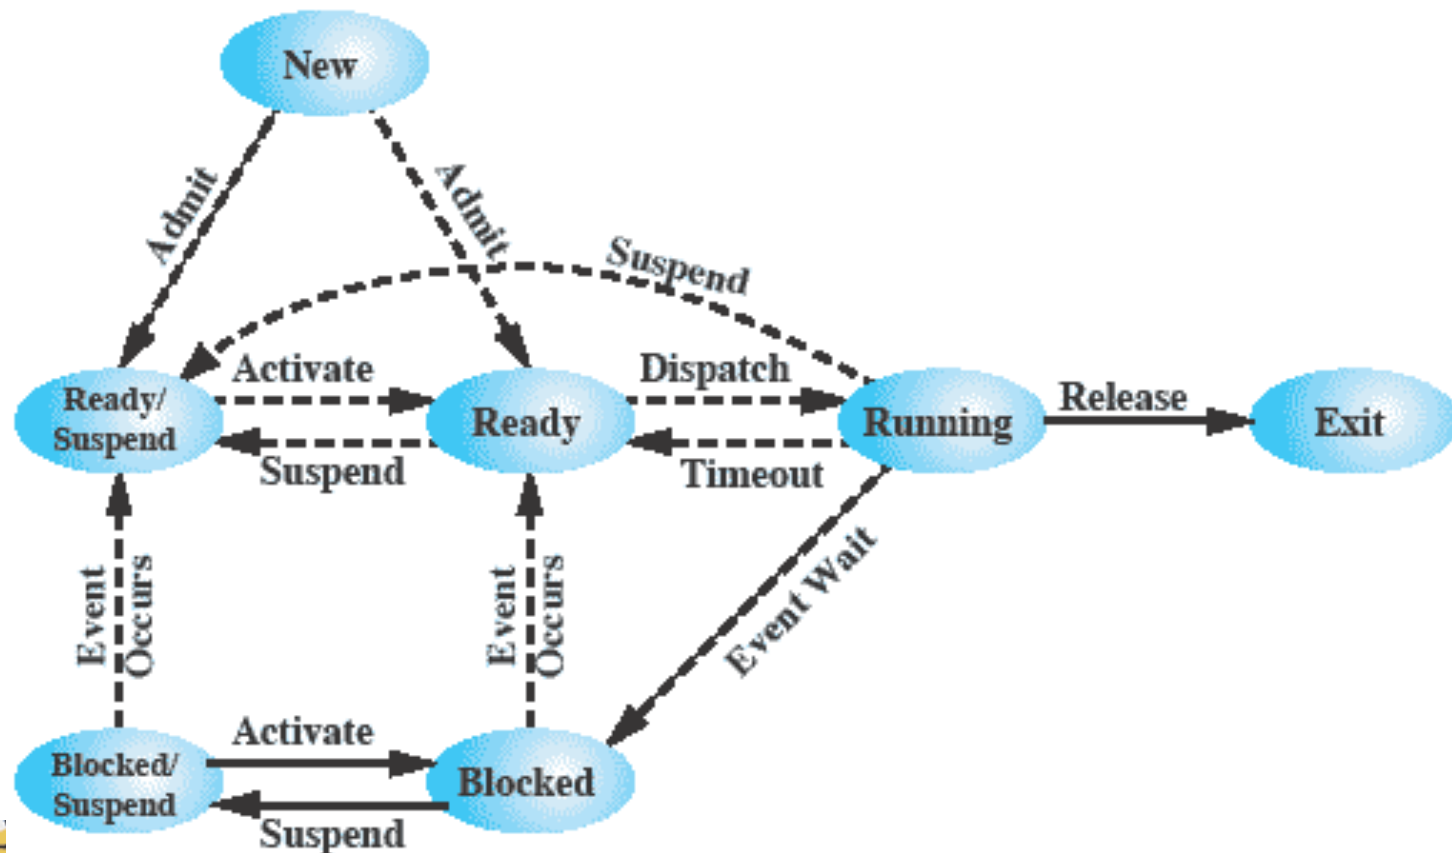 New
Admit
Admit
Suspend
Activate
Dispatch
Release
Ready/
Suspend
Ready
Running
Exit
Suspend
Timeout
Event
Occurs
Event
Occurs
Event Wait
Activate
Blocked/
Suspend
Blocked
Suspend